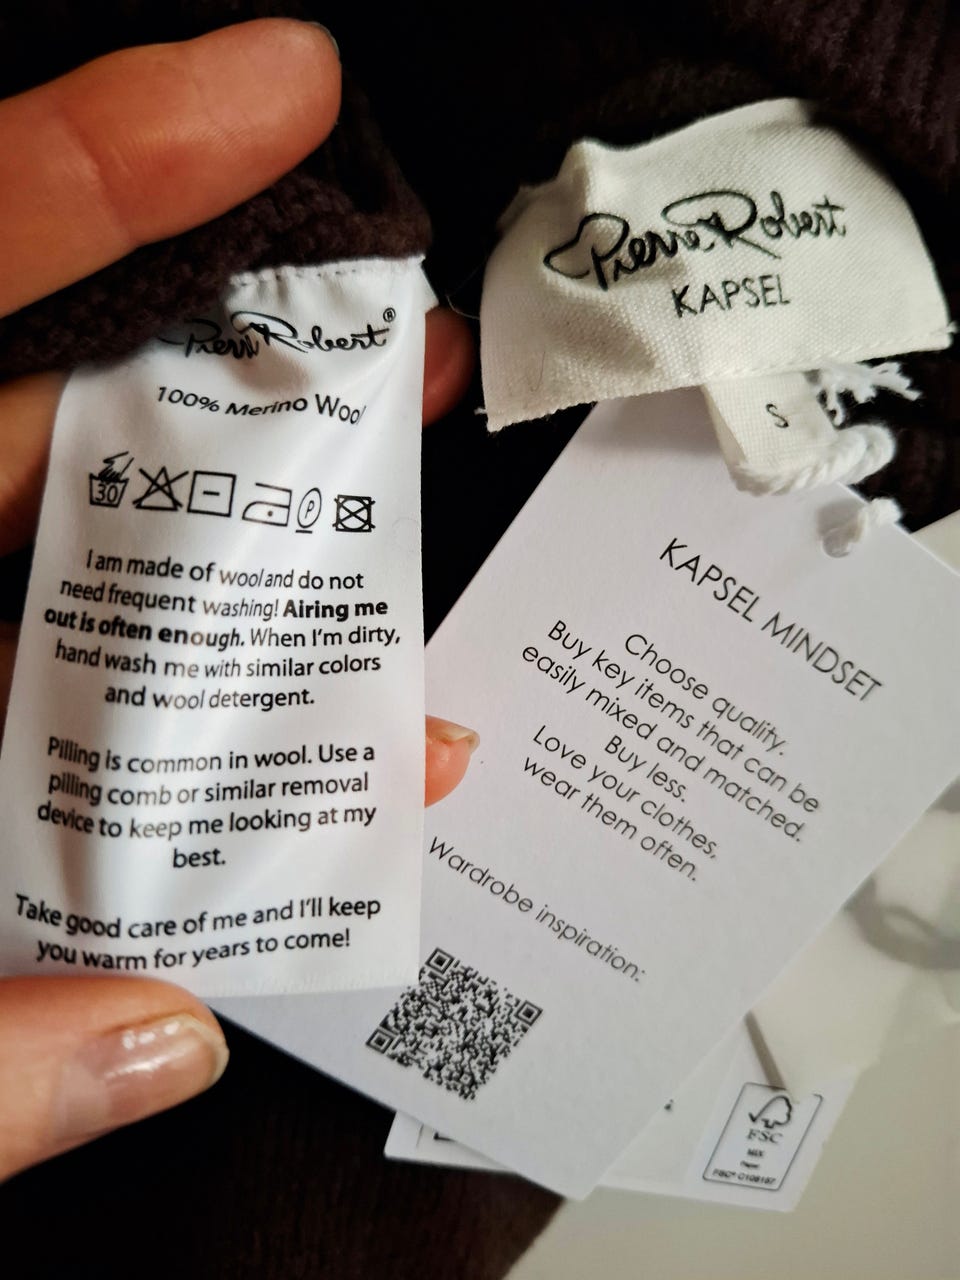 Pierre Robert®
100% Merino Wool
30
P
I am made of wool and do not
need frequent washing! Airing me
out is often enough. When I'm dirty,
hand wash me with similar colors
and wool detergent.
Pilling is common in wool. Use a
pilling comb or similar removal
device to keep me looking at my
best.
Take good care of me and I'll keep
you warm for years to come!
Pierre Robert
KAPSEL
S
KAPSEL MINDSET
Choose quality.
Buy key items that can be
easily mixed and matched.
Buy less.
Love your clothes,
wear them often.
Wardrobe inspiration:
FSC
MIX
Paper